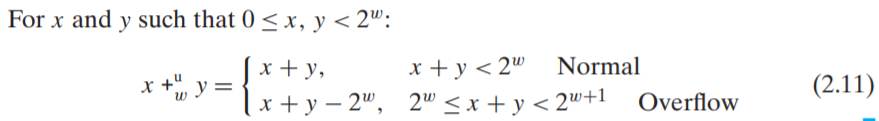 For x and y such that 0 ≤ x, y < 2^w:
x +^u_w y = { x + y, x + y < 2^w Normal
x + y − 2^w, 2^w ≤ x + y < 2^{w+1} Overflow (2.11)